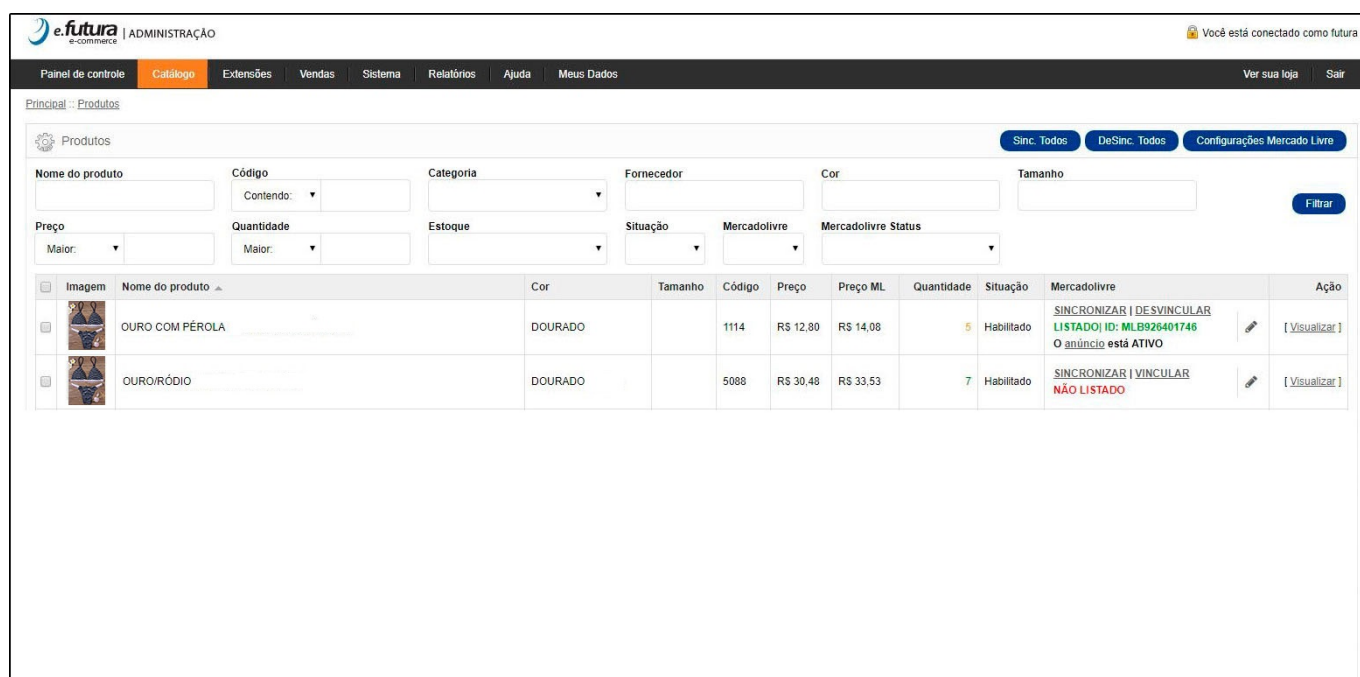 e.futura | ADMINISTRAÇÃO
e-commerce
Você está conectado como futura
Painel de controle Catálogo Extensões Vendas Sistema Relatórios Ajuda Meus Dados Ver sua loja Sair
Principal :: Produtos
Produtos Sinc. Todos DeSinc. Todos Configurações Mercado Livre
Nome do produto Código Categoria Fornecedor Cor Tamanho
Contendo:
Filtrar
Preço Quantidade Estoque Situação Mercadolivre Mercadolivre Status
Maior: Maior:
Imagem Nome do produto Cor Tamanho Código Preço Preço ML Quantidade Situação Mercadolivre Ação
OURO COM PÉROLA DOURADO 1114 R$ 12,80 R$ 14,08 5 Habilitado SINCRONIZAR | DESVINCULAR [ Visualizar ]
LISTADO| ID: MLB926401746
O anúncio está ATIVO
OURO/RÓDIO DOURADO 5088 R$ 30,48 R$ 33,53 7 Habilitado SINCRONIZAR | VINCULAR [ Visualizar ]
NÃO LISTADO